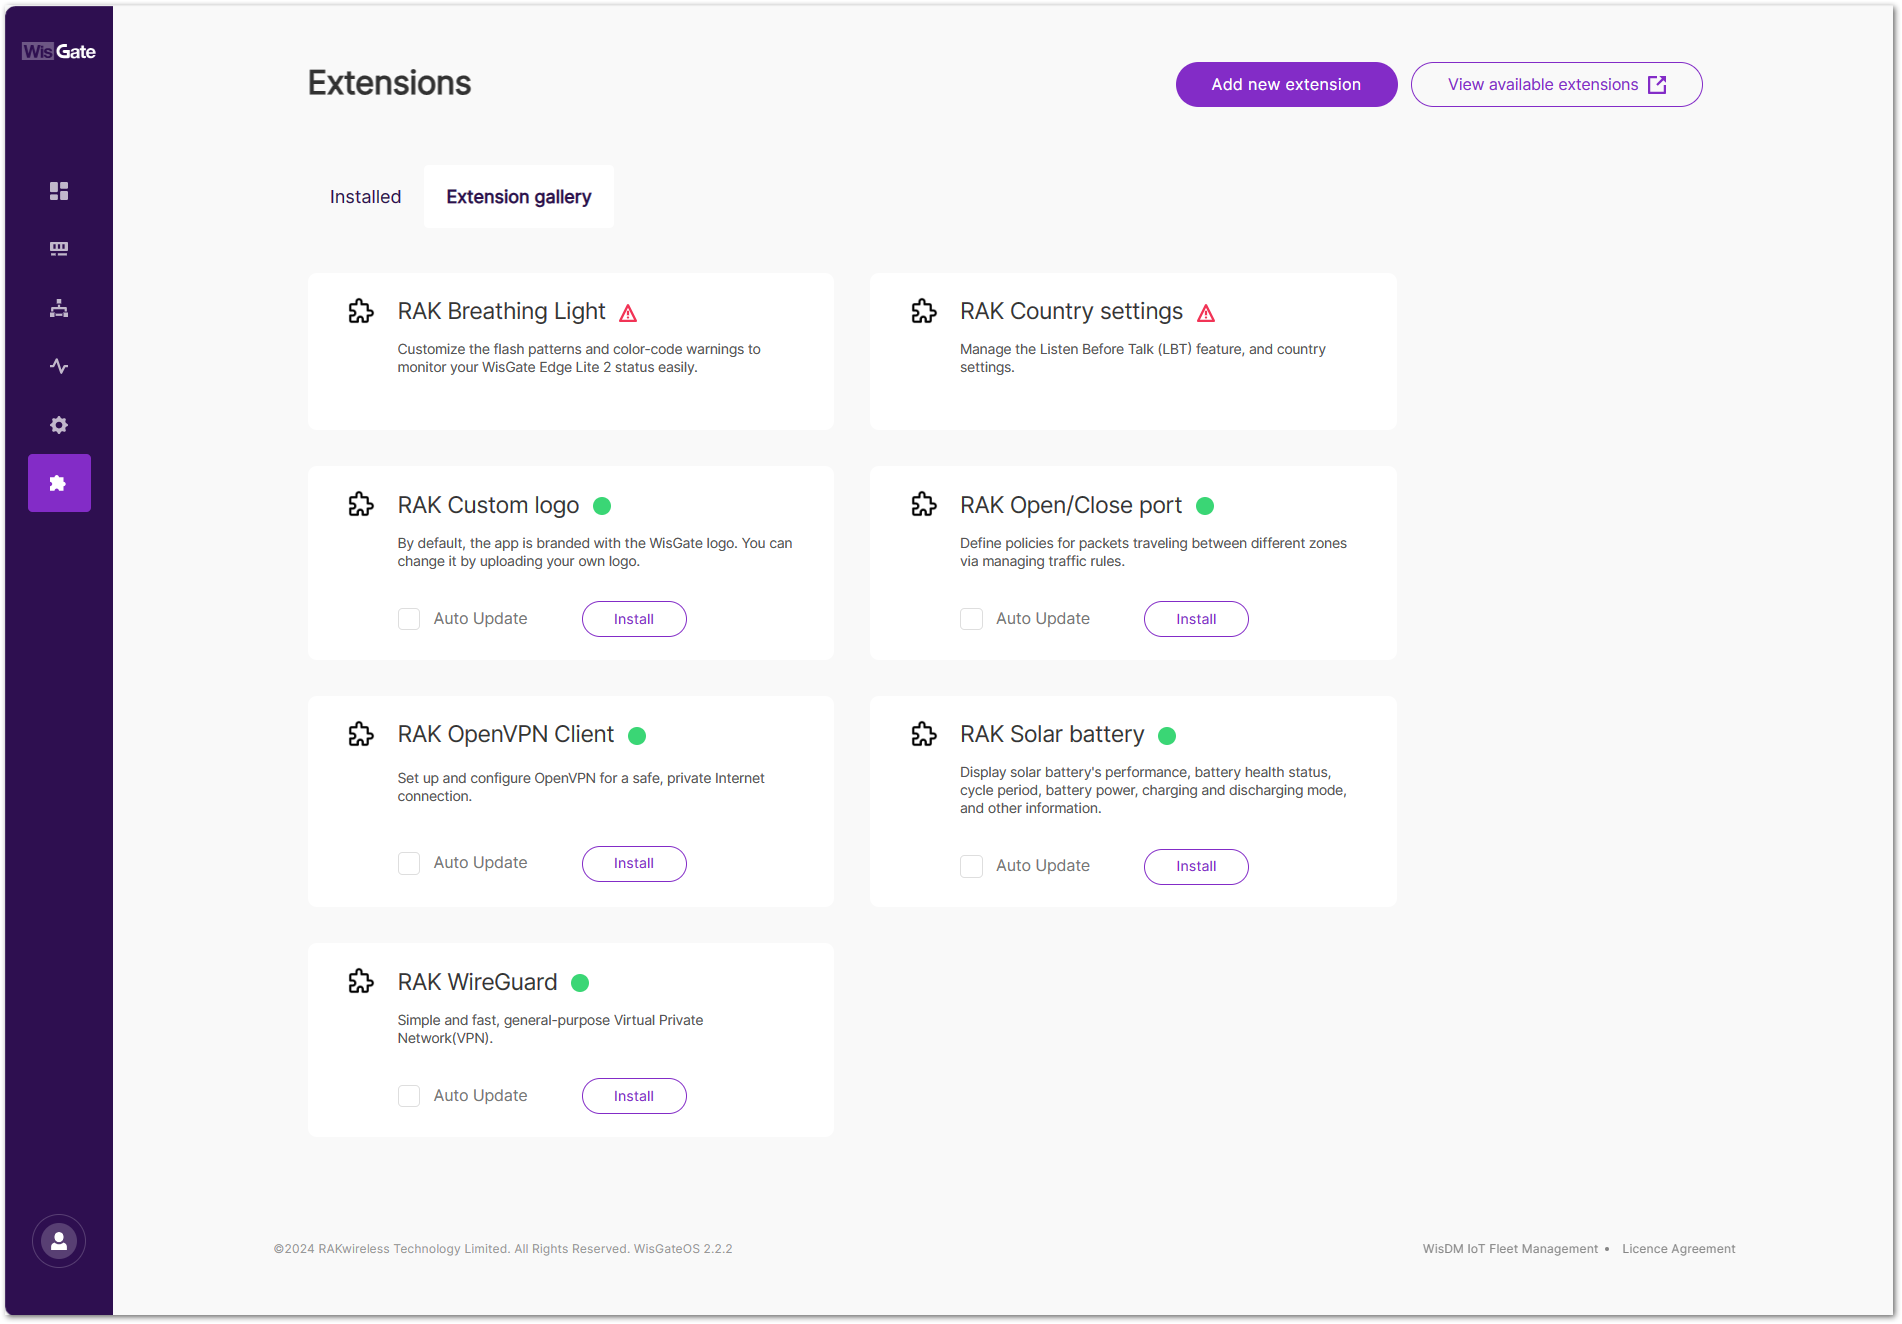 WisGate
Extensions
Add new extension
View available extensions
Installed
Extension gallery
RAK Breathing Light
Customize the flash patterns and color-code warnings to
monitor your WisGate Edge Lite 2 status easily.
RAK Country settings
Manage the Listen Before Talk (LBT) feature, and country
settings.
RAK Custom logo
By default, the app is branded with the WisGate logo. You can
change it by uploading your own logo.
Auto Update
Install
RAK Open/Close port
Define policies for packets traveling between different zones
via managing traffic rules.
Auto Update
Install
RAK OpenVPN Client
Set up and configure OpenVPN for a safe, private Internet
connection.
Auto Update
Install
RAK Solar battery
Display solar battery's performance, battery health status,
cycle period, battery power, charging and discharging mode,
and other information.
Auto Update
Install
RAK WireGuard
Simple and fast, general-purpose Virtual Private
Network(VPN).
Auto Update
Install
©2024 RAKwireless Technology Limited. All Rights Reserved. WisGateOS 2.2.2
WisDM IoT Fleet Management • Licence Agreement